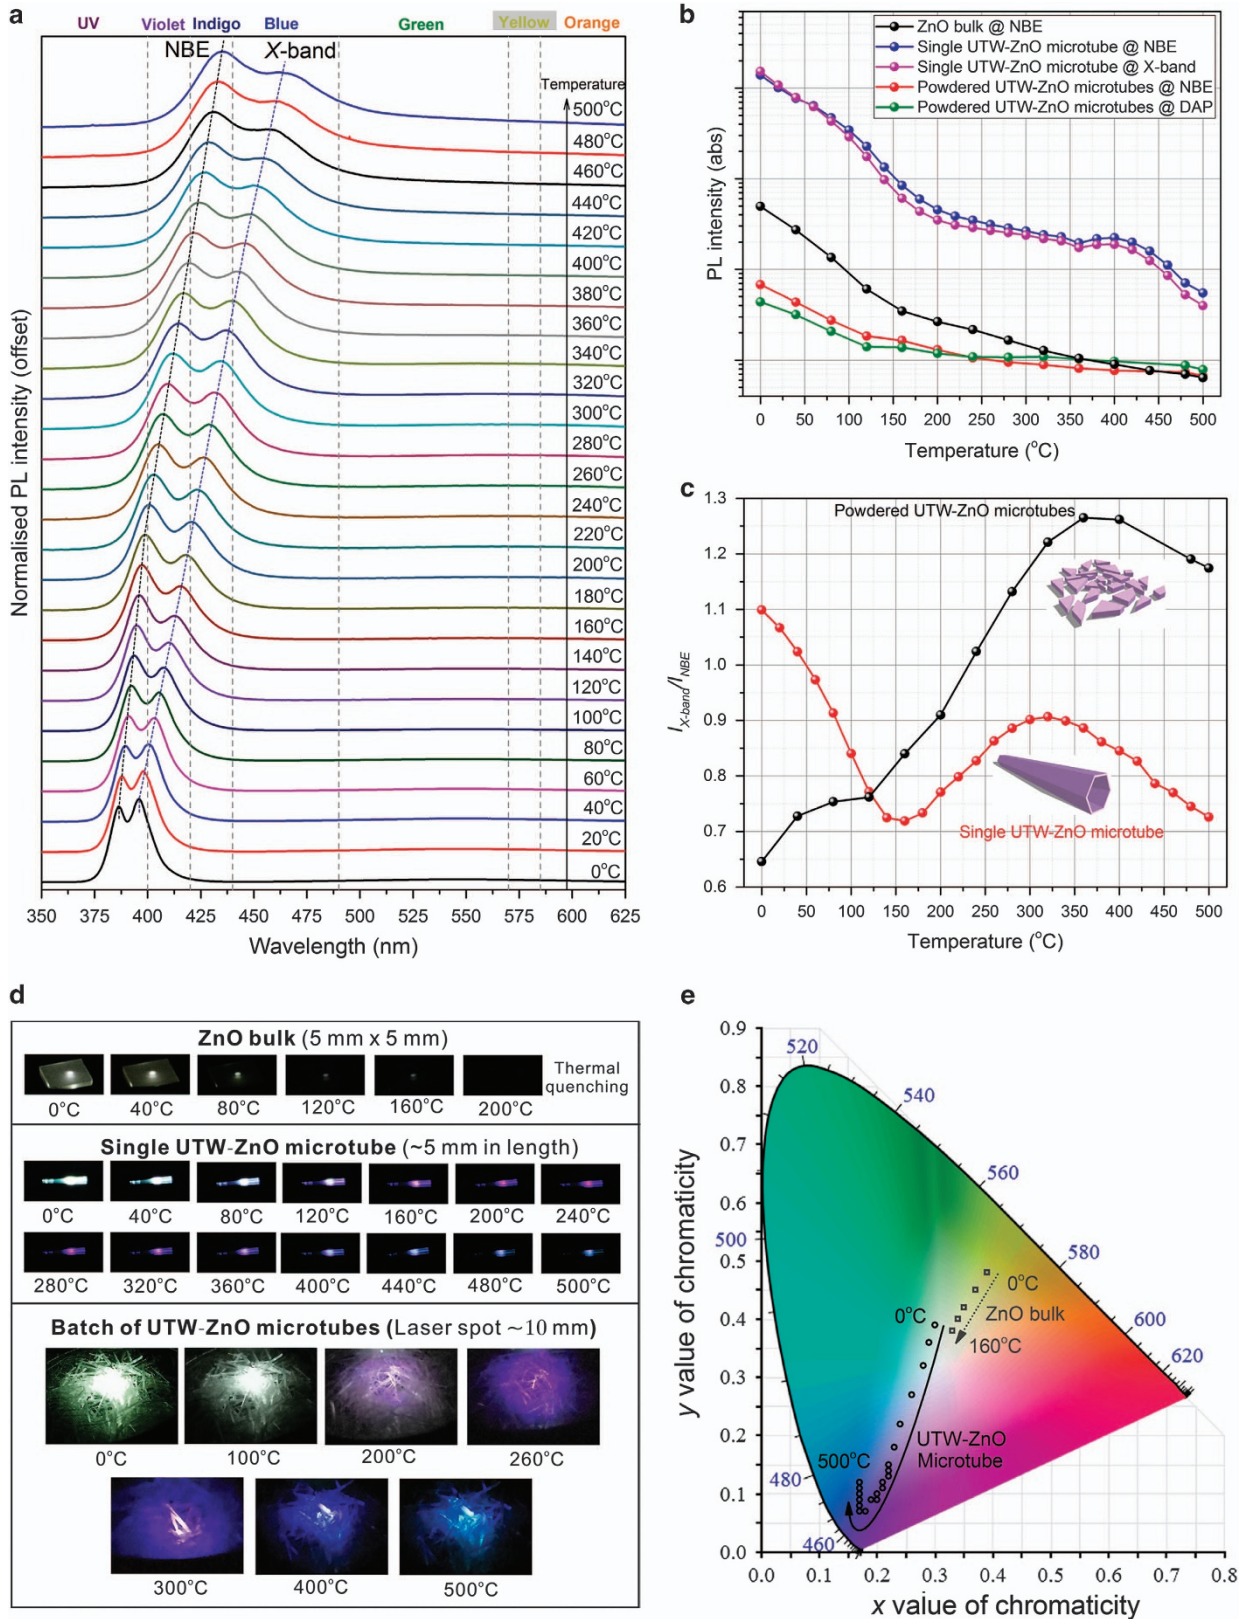 a
UV Violet Indigo Blue Green Yellow Orange
NBE X-band
Temperature
500°C
480°C
460°C
440°C
420°C
400°C
380°C
360°C
340°C
320°C
300°C
280°C
260°C
240°C
220°C
200°C
180°C
160°C
140°C
120°C
100°C
80°C
60°C
40°C
20°C
0°C
Normalised PL intensity (offset)
350 375 400 425 450 475 500 525 550 575 600 625
Wavelength (nm)
b
ZnO bulk @ NBE
Single UTW-ZnO microtube @ NBE
Single UTW-ZnO microtube @ X-band
Powdered UTW-ZnO microtubes @ NBE
Powdered UTW-ZnO microtubes @ DAP
PL intensity (abs)
0 50 100 150 200 250 300 350 400 450 500
Temperature (°C)
c
1.3
1.2
1.1
1.0
0.9
0.8
0.7
0.6
I X-band/I NBE
Powdered UTW-ZnO microtubes
Single UTW-ZnO microtube
0 50 100 150 200 250 300 350 400 450 500
Temperature (°C)
d
ZnO bulk (5 mm x 5 mm)
Thermal
quenching
0°C 40°C 80°C 120°C 160°C 200°C
Single UTW-ZnO microtube (~5 mm in length)
0°C 40°C 80°C 120°C 160°C 200°C 240°C
280°C 320°C 360°C 400°C 440°C 480°C 500°C
Batch of UTW-ZnO microtubes (Laser spot ~10 mm)
0°C 100°C 200°C 260°C
300°C 400°C 500°C
e
0.9
0.8
0.7
0.6
0.5
0.4
0.3
0.2
0.1
0.0
y value of chromaticity
520
540
560
500
580
600
620
480
460
0°C
ZnO bulk
160°C
0°C
UTW-ZnO
Microtube
500°C
0.0 0.1 0.2 0.3 0.4 0.5 0.6 0.7 0.8
x value of chromaticity